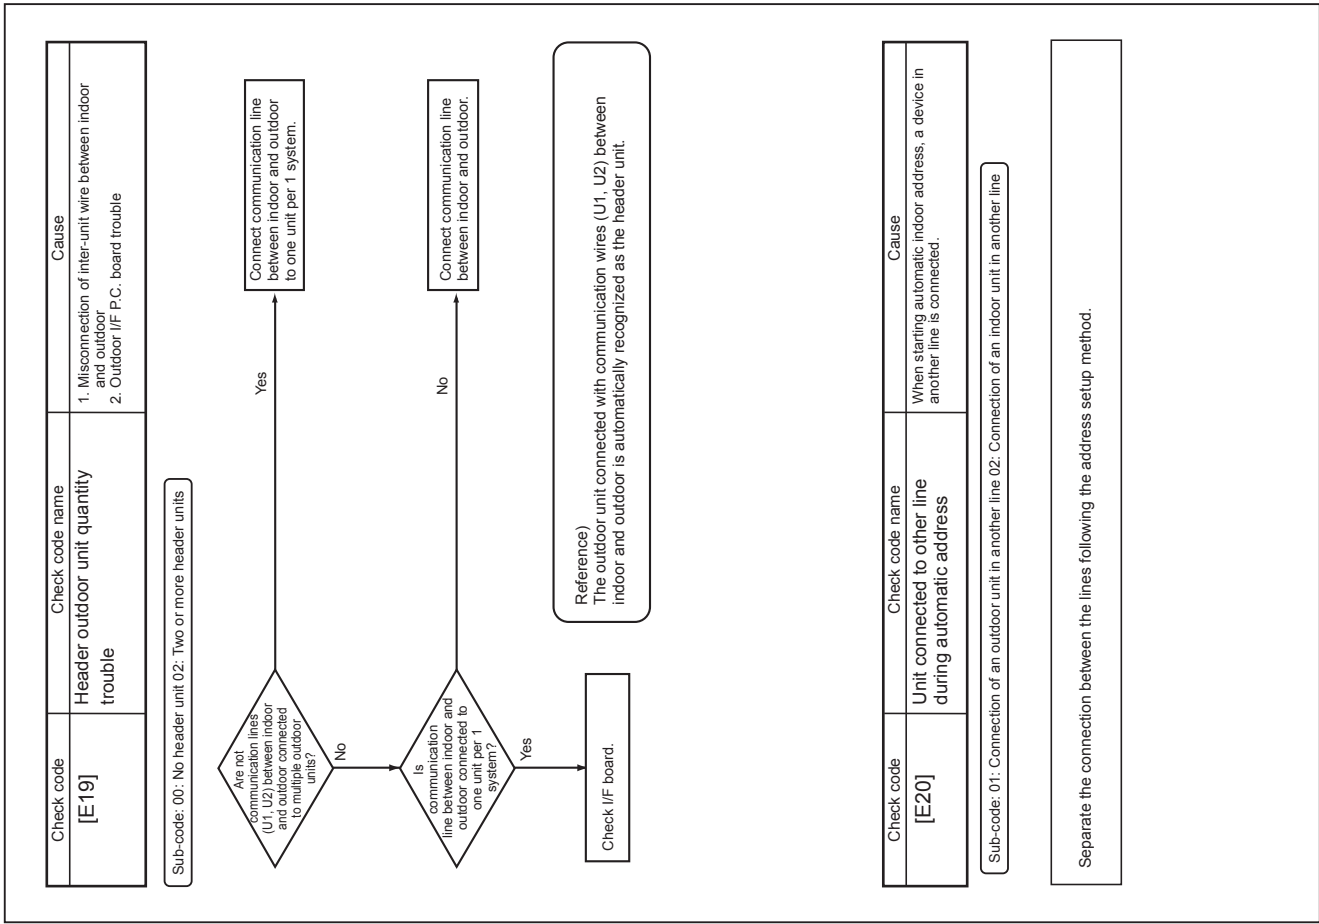 Check code
Check code name
Cause
[E19]
Header outdoor unit quantity
trouble
1. Misconnection of inter-unit wire between indoor
and outdoor
2. Outdoor I/F P.C. board trouble
Sub-code: 00: No header unit 02: Two or more header units
Are not
communication lines
(U1, U2) between indoor
and outdoor connected
to multiple outdoor
units?
Yes
Connect communication line
between indoor and outdoor
to one unit per 1 system.
No
Is
communication
line between indoor and
outdoor connected to
one unit per 1
system?
No
Connect communication line
between indoor and outdoor.
Yes
Check I/F board.
Reference)
The outdoor unit connected with communication wires (U1, U2) between
indoor and outdoor is automatically recognized as the header unit.
Check code
Check code name
Cause
[E20]
Unit connected to other line
during automatic address
When starting automatic indoor address, a device in
another line is connected.
Sub-code: 01: Connection of an outdoor unit in another line 02: Connection of an indoor unit in another line
Separate the connection between the lines following the address setup method.